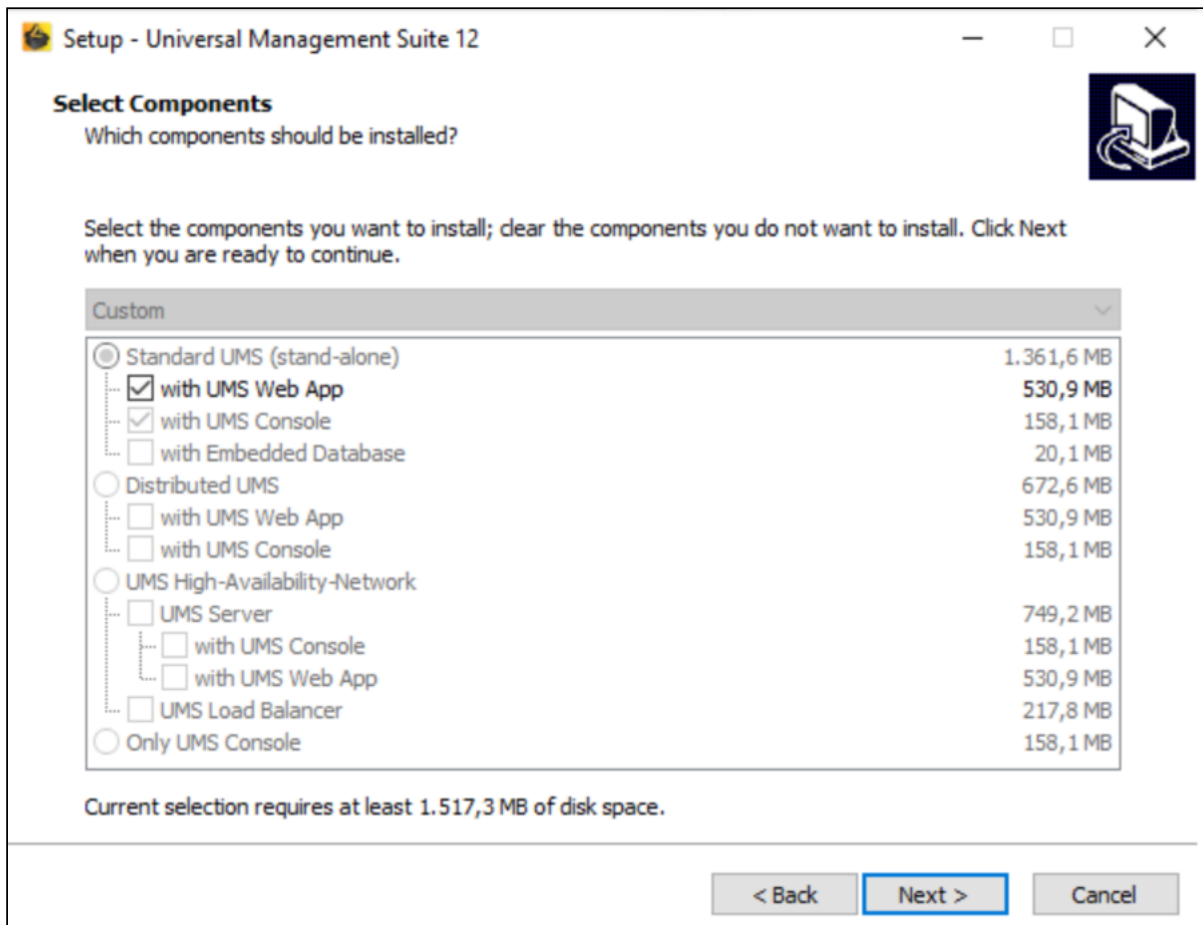 Setup - Universal Management Suite 12
Select Components
Which components should be installed?
Select the components you want to install; clear the components you do not want to install. Click Next
when you are ready to continue.
Custom
Standard UMS (stand-alone) 1.361,6 MB
with UMS Web App 530,9 MB
with UMS Console 158,1 MB
with Embedded Database 20,1 MB
Distributed UMS 672,6 MB
with UMS Web App 530,9 MB
with UMS Console 158,1 MB
UMS High-Availability-Network
UMS Server 749,2 MB
with UMS Console 158,1 MB
with UMS Web App 530,9 MB
UMS Load Balancer 217,8 MB
Only UMS Console 158,1 MB
Current selection requires at least 1.517,3 MB of disk space.
< Back Next > Cancel